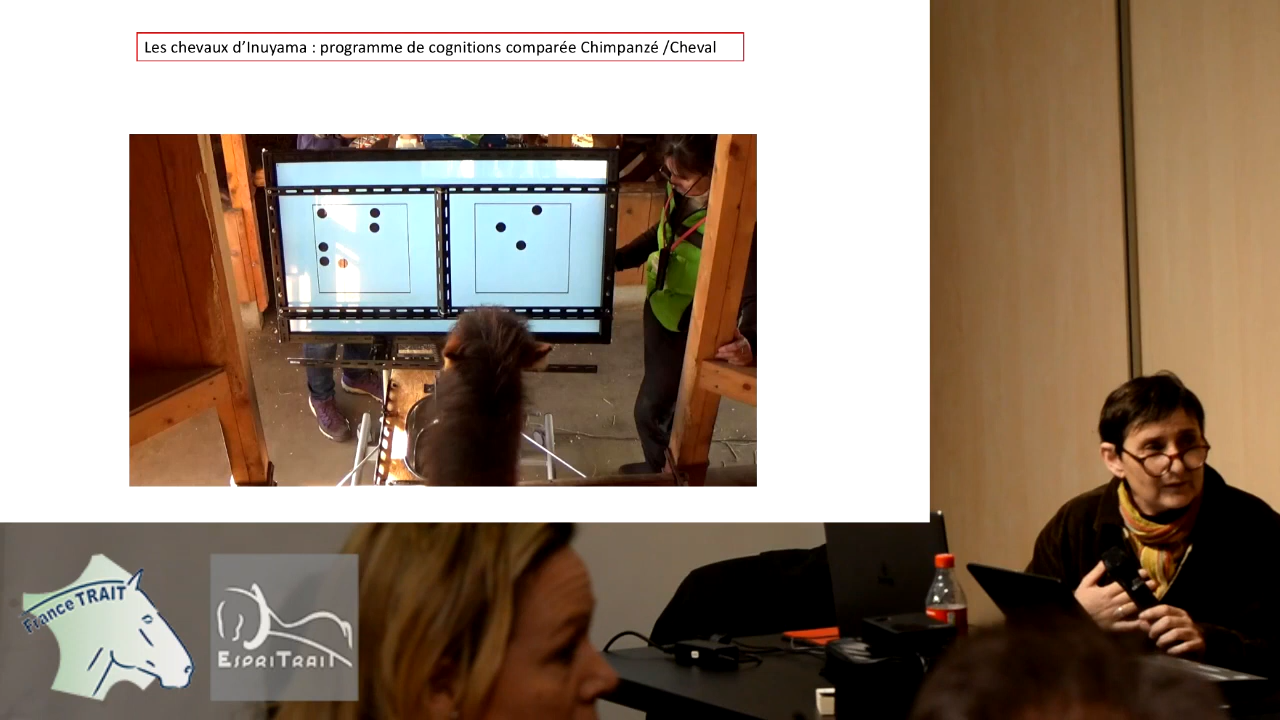 Les chevaux d’Inuyama : programme de cognitions comparée Chimpanzé /Cheval
France TRAIT
ESPRITRAIT